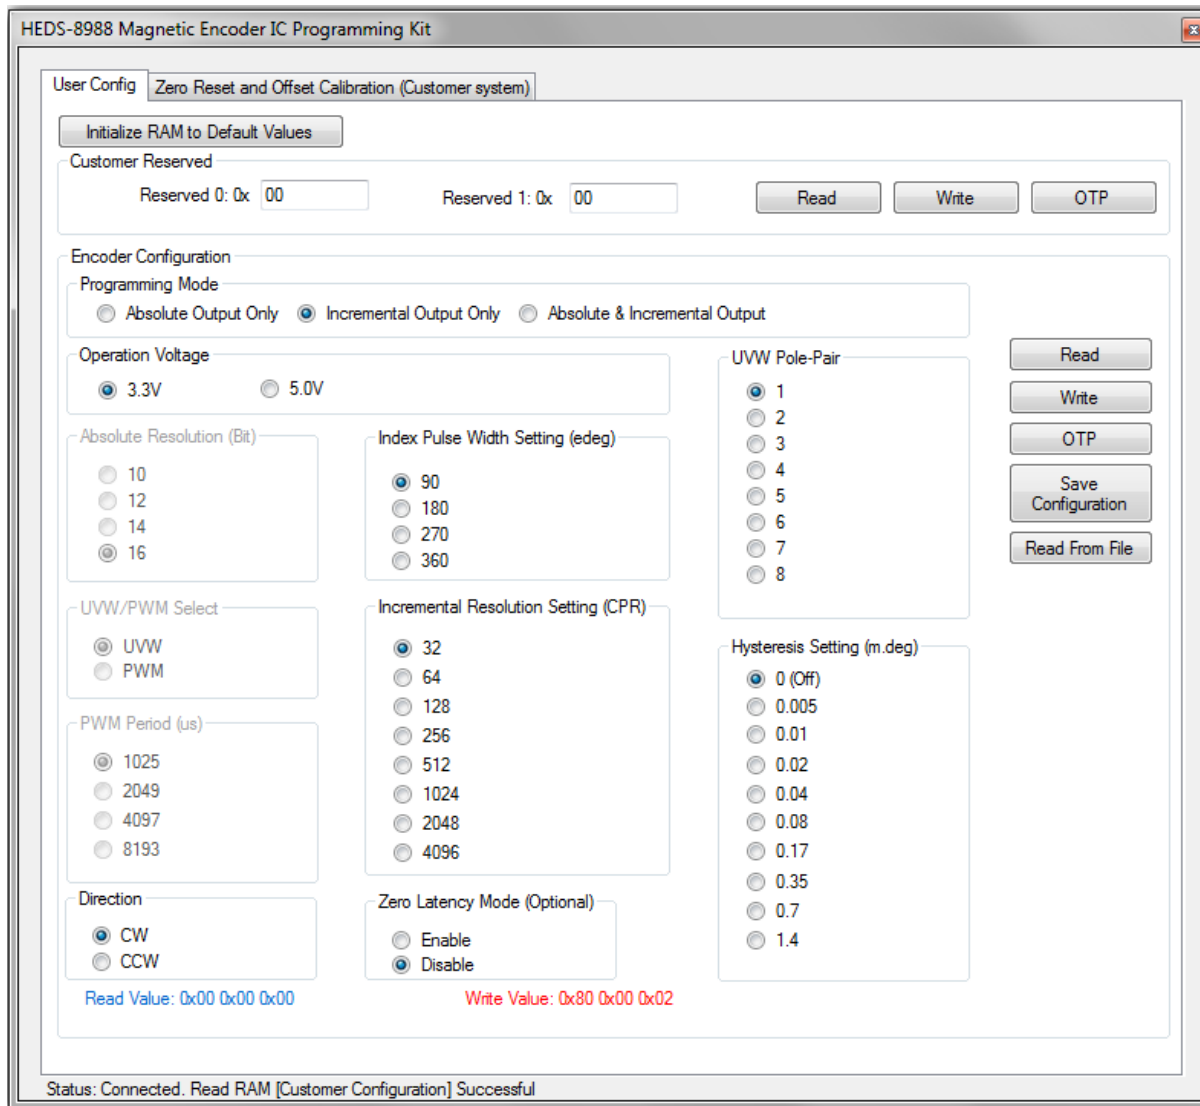 HEDS-8988 Magnetic Encoder IC Programming Kit
User Config
Zero Reset and Offset Calibration (Customer system)
Initialize RAM to Default Values
Customer Reserved
Reserved 0: 0x 00
Reserved 1: 0x 00
Read
Write
OTP
Encoder Configuration
Programming Mode
Absolute Output Only
Incremental Output Only
Absolute & Incremental Output
Operation Voltage
3.3V
5.0V
Absolute Resolution (Bit)
10
12
14
16
UVW/PWM Select
UVW
PWM
PWM Period (us)
1025
2049
4097
8193
Direction
CW
CCW
Index Pulse Width Setting (edeg)
90
180
270
360
Incremental Resolution Setting (CPR)
32
64
128
256
512
1024
2048
4096
Zero Latency Mode (Optional)
Enable
Disable
UVW Pole-Pair
1
2
3
4
5
6
7
8
Hysteresis Setting (m.deg)
0 (Off)
0.005
0.01
0.02
0.04
0.08
0.17
0.35
0.7
1.4
Read
Write
OTP
Save
Configuration
Read From File
Read Value: 0x00 0x00 0x00
Write Value: 0x80 0x00 0x02
Status: Connected. Read RAM [Customer Configuration] Successful